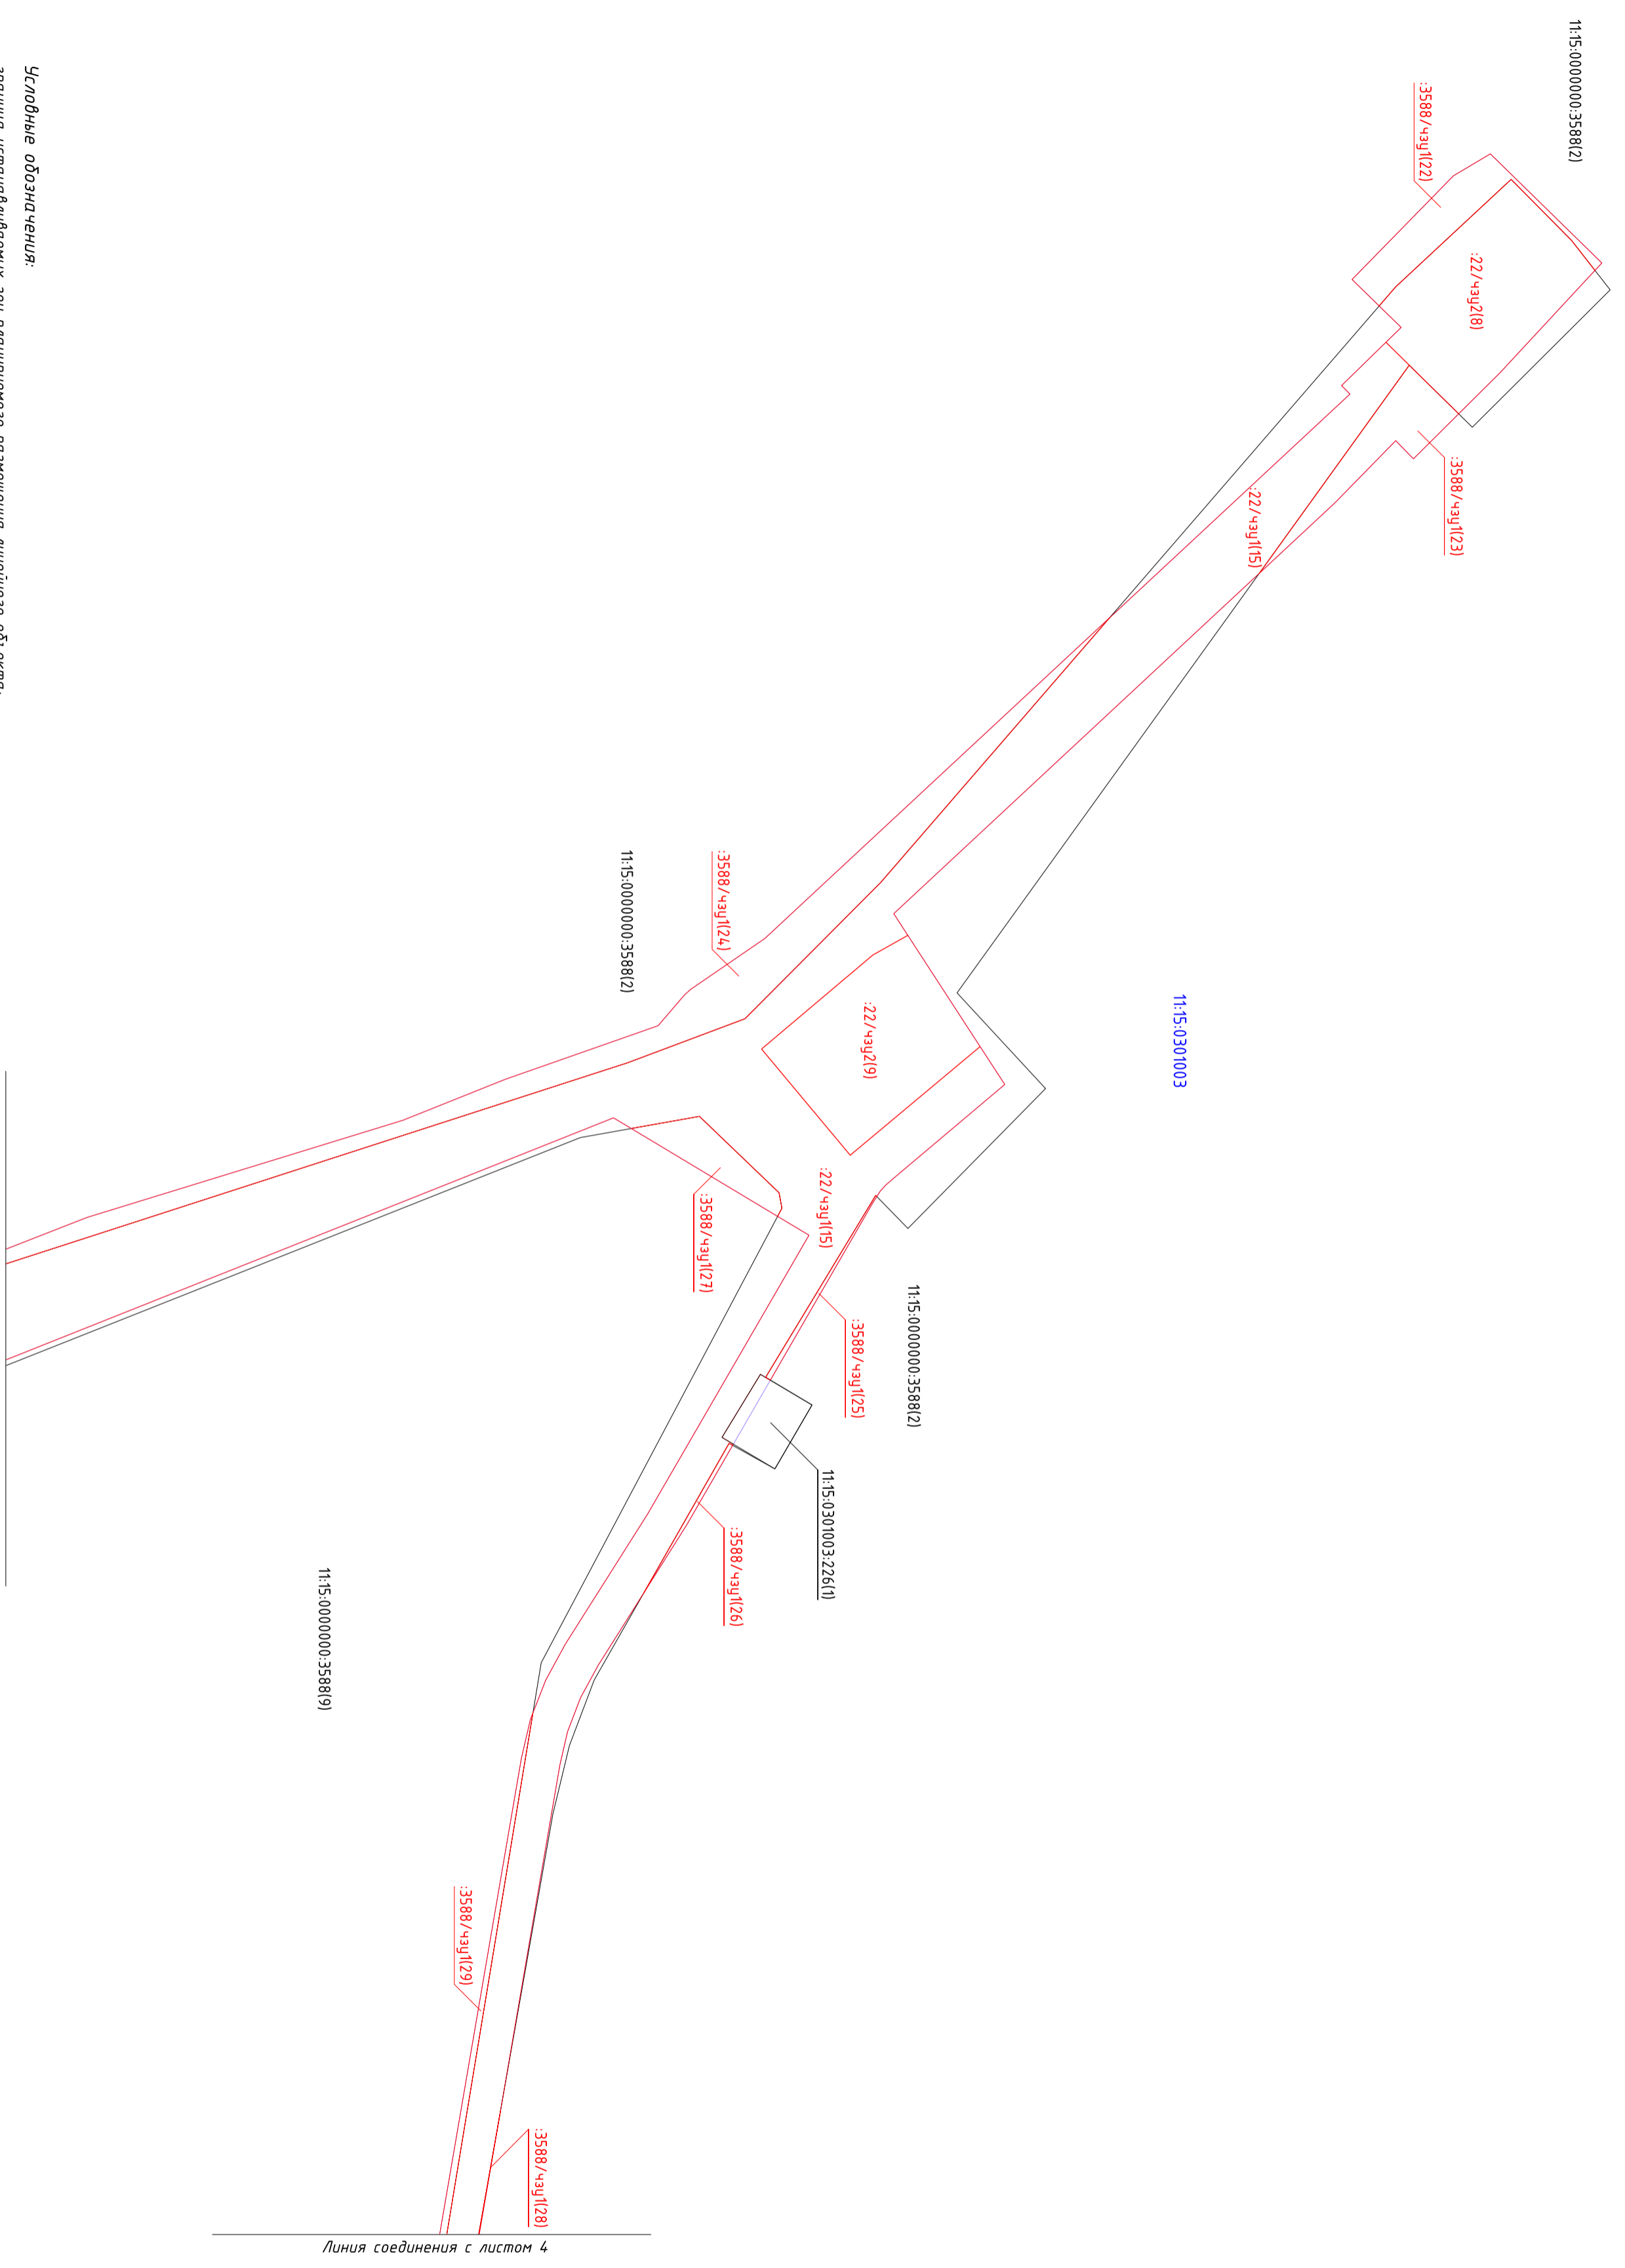 11:15:0000000:3588(2)
:3588/чзу1(22)
:22/чзу2(8)
:3588/чзу1(23)
:22/чзу1(15)
11:15:0301003
:3588/чзу1(24)
11:15:0000000:3588(2)
:22/чзу2(9)
:22/чзу1(15)
:3588/чзу1(27)
11:15:0000000:3588(2)
:3588/чзу1(25)
11:15:0301003:226(1)
:3588/чзу1(26)
11:15:0000000:3588(9)
:3588/чзу1(29)
:3588/чзу1(28)
Линия соединения с листом 4
Условные обозначения: